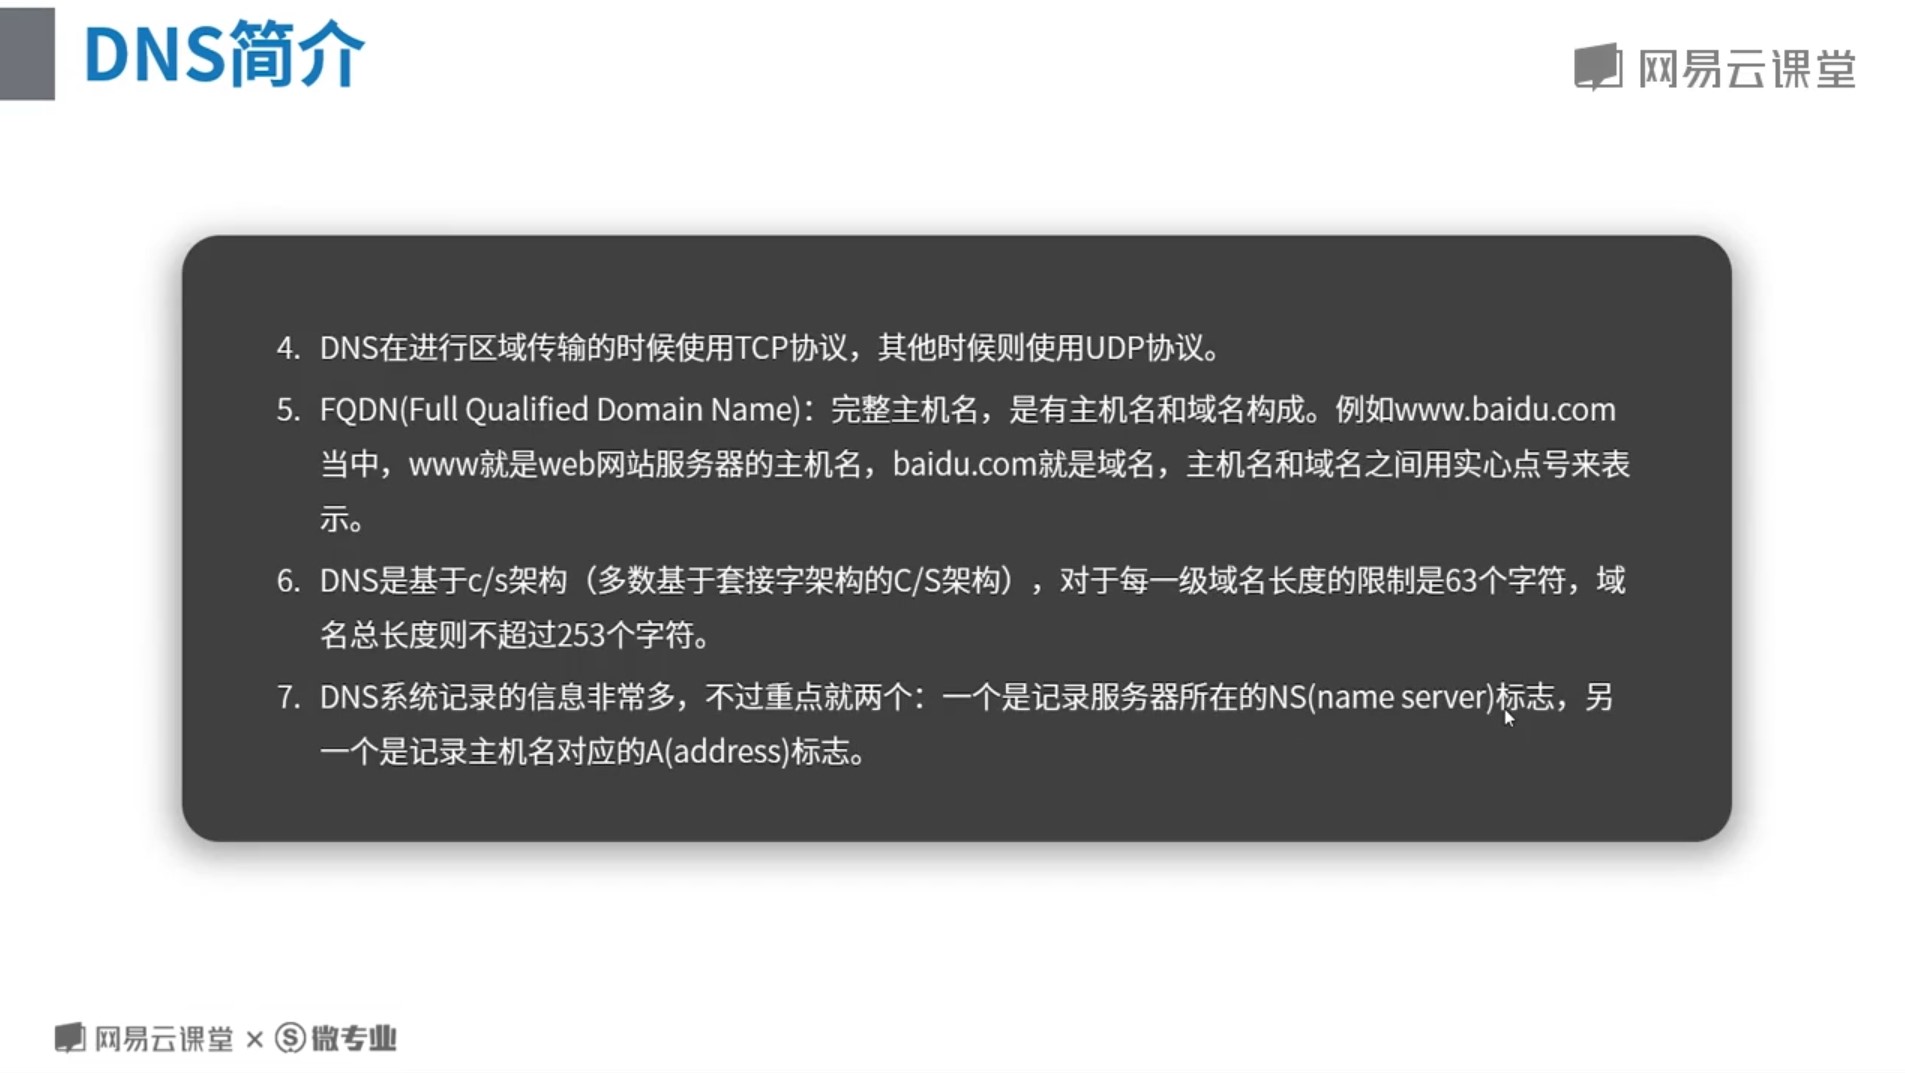 DNS简介
网易云课堂
4. DNS在进行区域传输的时候使用TCP协议，其他时候则使用UDP协议。
5. FQDN(Full Qualified Domain Name)：完整主机名，是有主机名和域名构成。例如www.baidu.com
当中，www就是web网站服务器的主机名，baidu.com就是域名，主机名和域名之间用实心点号来表
示。
6. DNS是基于c/s架构（多数基于套接字架构的C/S架构），对于每一级域名长度的限制是63个字符，域
名总长度则不超过253个字符。
7. DNS系统记录的信息非常多，不过重点就两个：一个是记录服务器所在的NS(name server)标志，另
一个是记录主机名对应的A(address)标志。
网易云课堂 × S微专业